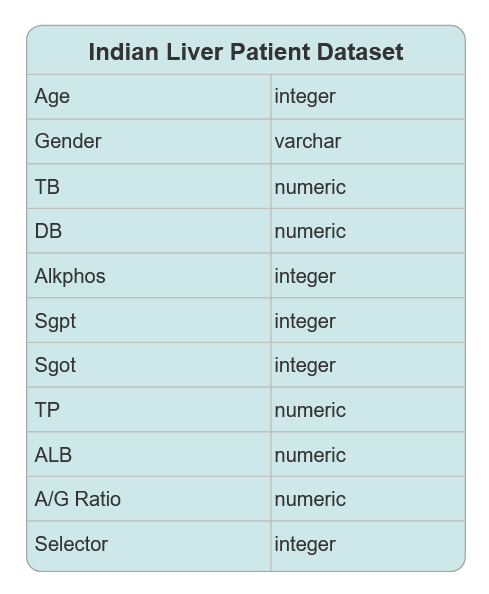 Indian Liver Patient Dataset
Age integer
Gender varchar
TB numeric
DB numeric
Alkphos integer
Sgpt integer
Sgot integer
TP numeric
ALB numeric
A/G Ratio numeric
Selector integer